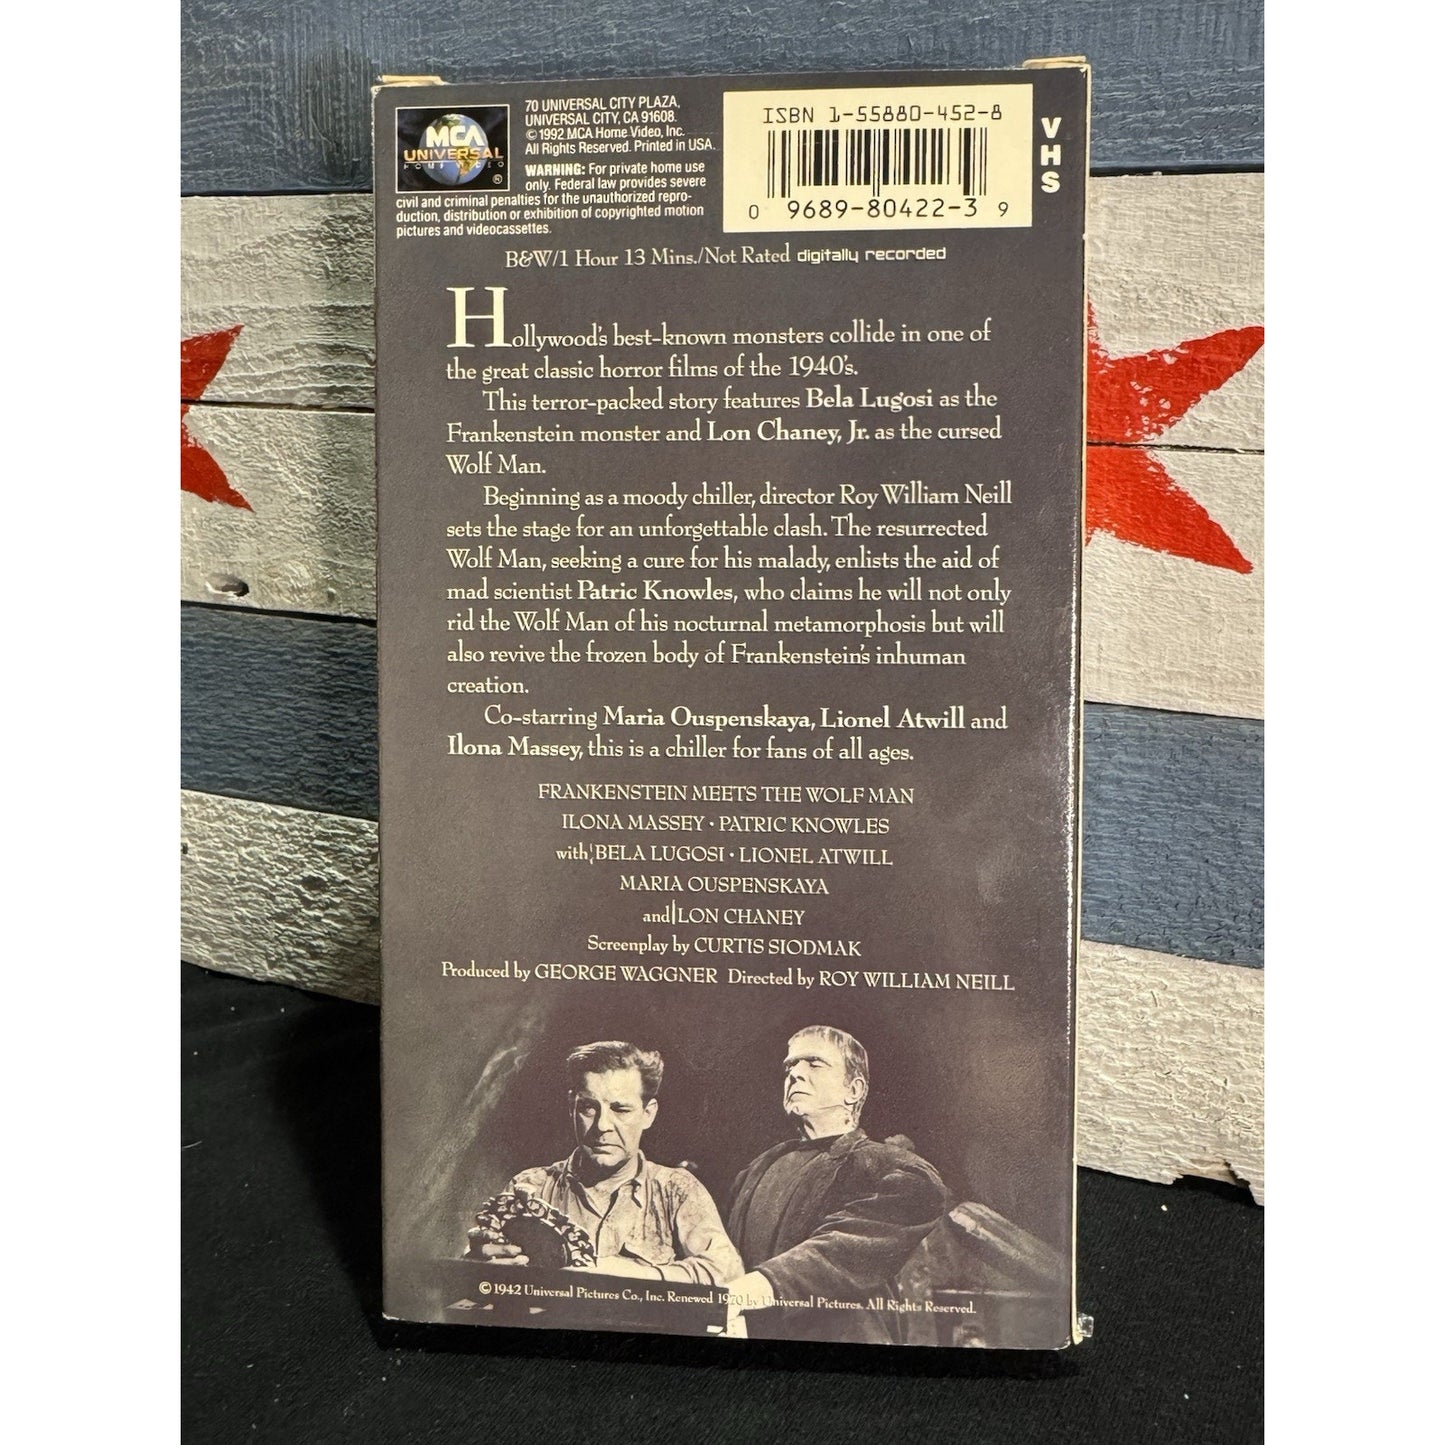 MCA
UNIVERSAL
HOME VIDEO
®
70 UNIVERSAL CITY PLAZA,
UNIVERSAL CITY, CA 91608.
©1992 MCA Home Video, Inc.
All Rights Reserved. Printed in USA.
WARNING: For private home use
only. Federal law provides severe
civil and criminal penalties for the unauthorized repro-
duction, distribution or exhibition of copyrighted motion
pictures and videocassettes.
ISBN 1-55880-452-8
0 9689-80422-3 9
VHS
B&W/1 Hour 13 Mins./Not Rated digitally recorded
Hollywood's best-known monsters collide in one of
the great classic horror films of the 1940's.
This terror-packed story features Bela Lugosi as the
Frankenstein monster and Lon Chaney, Jr. as the cursed
Wolf Man.
Beginning as a moody chiller, director Roy William Neill
sets the stage for an unforgettable clash. The resurrected
Wolf Man, seeking a cure for his malady, enlists the aid of
mad scientist Patric Knowles, who claims he will not only
rid the Wolf Man of his nocturnal metamorphosis but will
also revive the frozen body of Frankenstein's inhuman
creation.
Co-starring Maria Ouspenskaya, Lionel Atwill and
Ilona Massey, this is a chiller for fans of all ages.
FRANKENSTEIN MEETS THE WOLF MAN
ILONA MASSEY • PATRIC KNOWLES
with BELA LUGOSI • LIONEL ATWILL
MARIA OUSPENSKAYA
and LON CHANEY
Screenplay by CURTIS SIODMAK
Produced by GEORGE WAGGNER Directed by ROY WILLIAM NEILL
©1942 Universal Pictures Co., Inc. Renewed 1970 by Universal Pictures. All Rights Reserved.